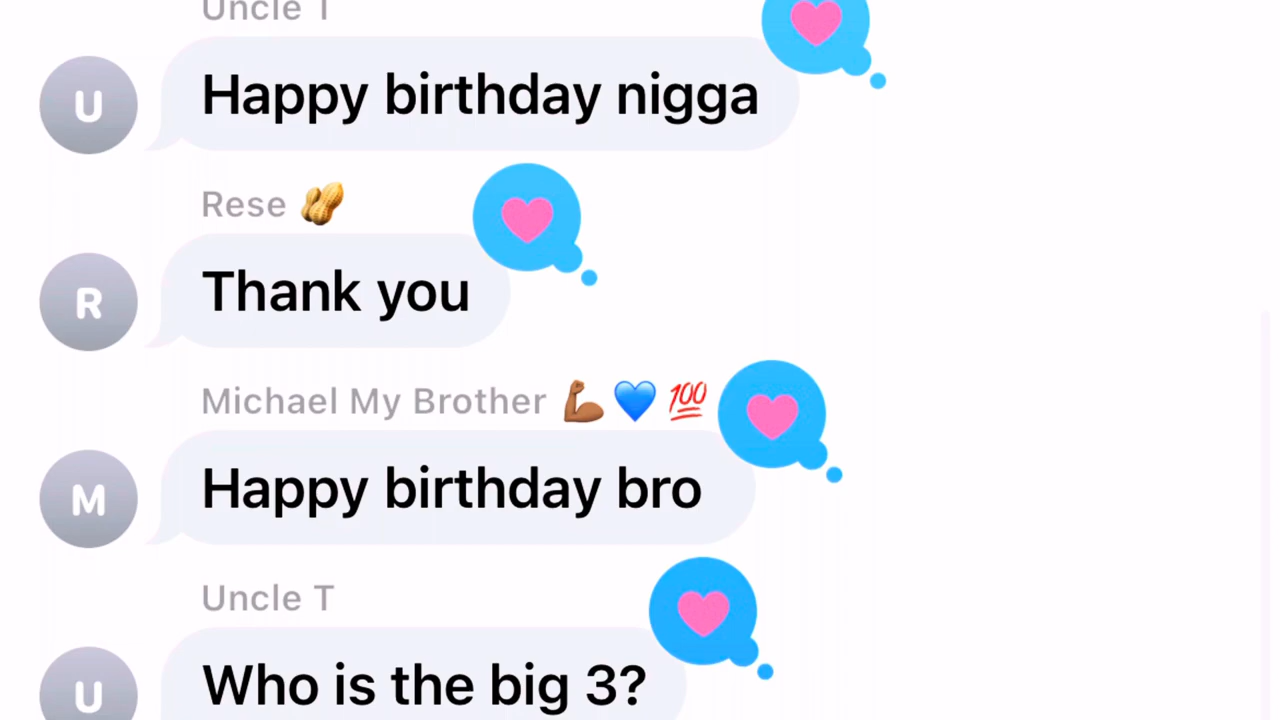 Uncle T
Happy birthday nigga
U
Rese 🥜
Thank you
R
Michael My Brother 💪🏾 💙 💯
Happy birthday bro
M
Uncle T
Who is the big 3?
U